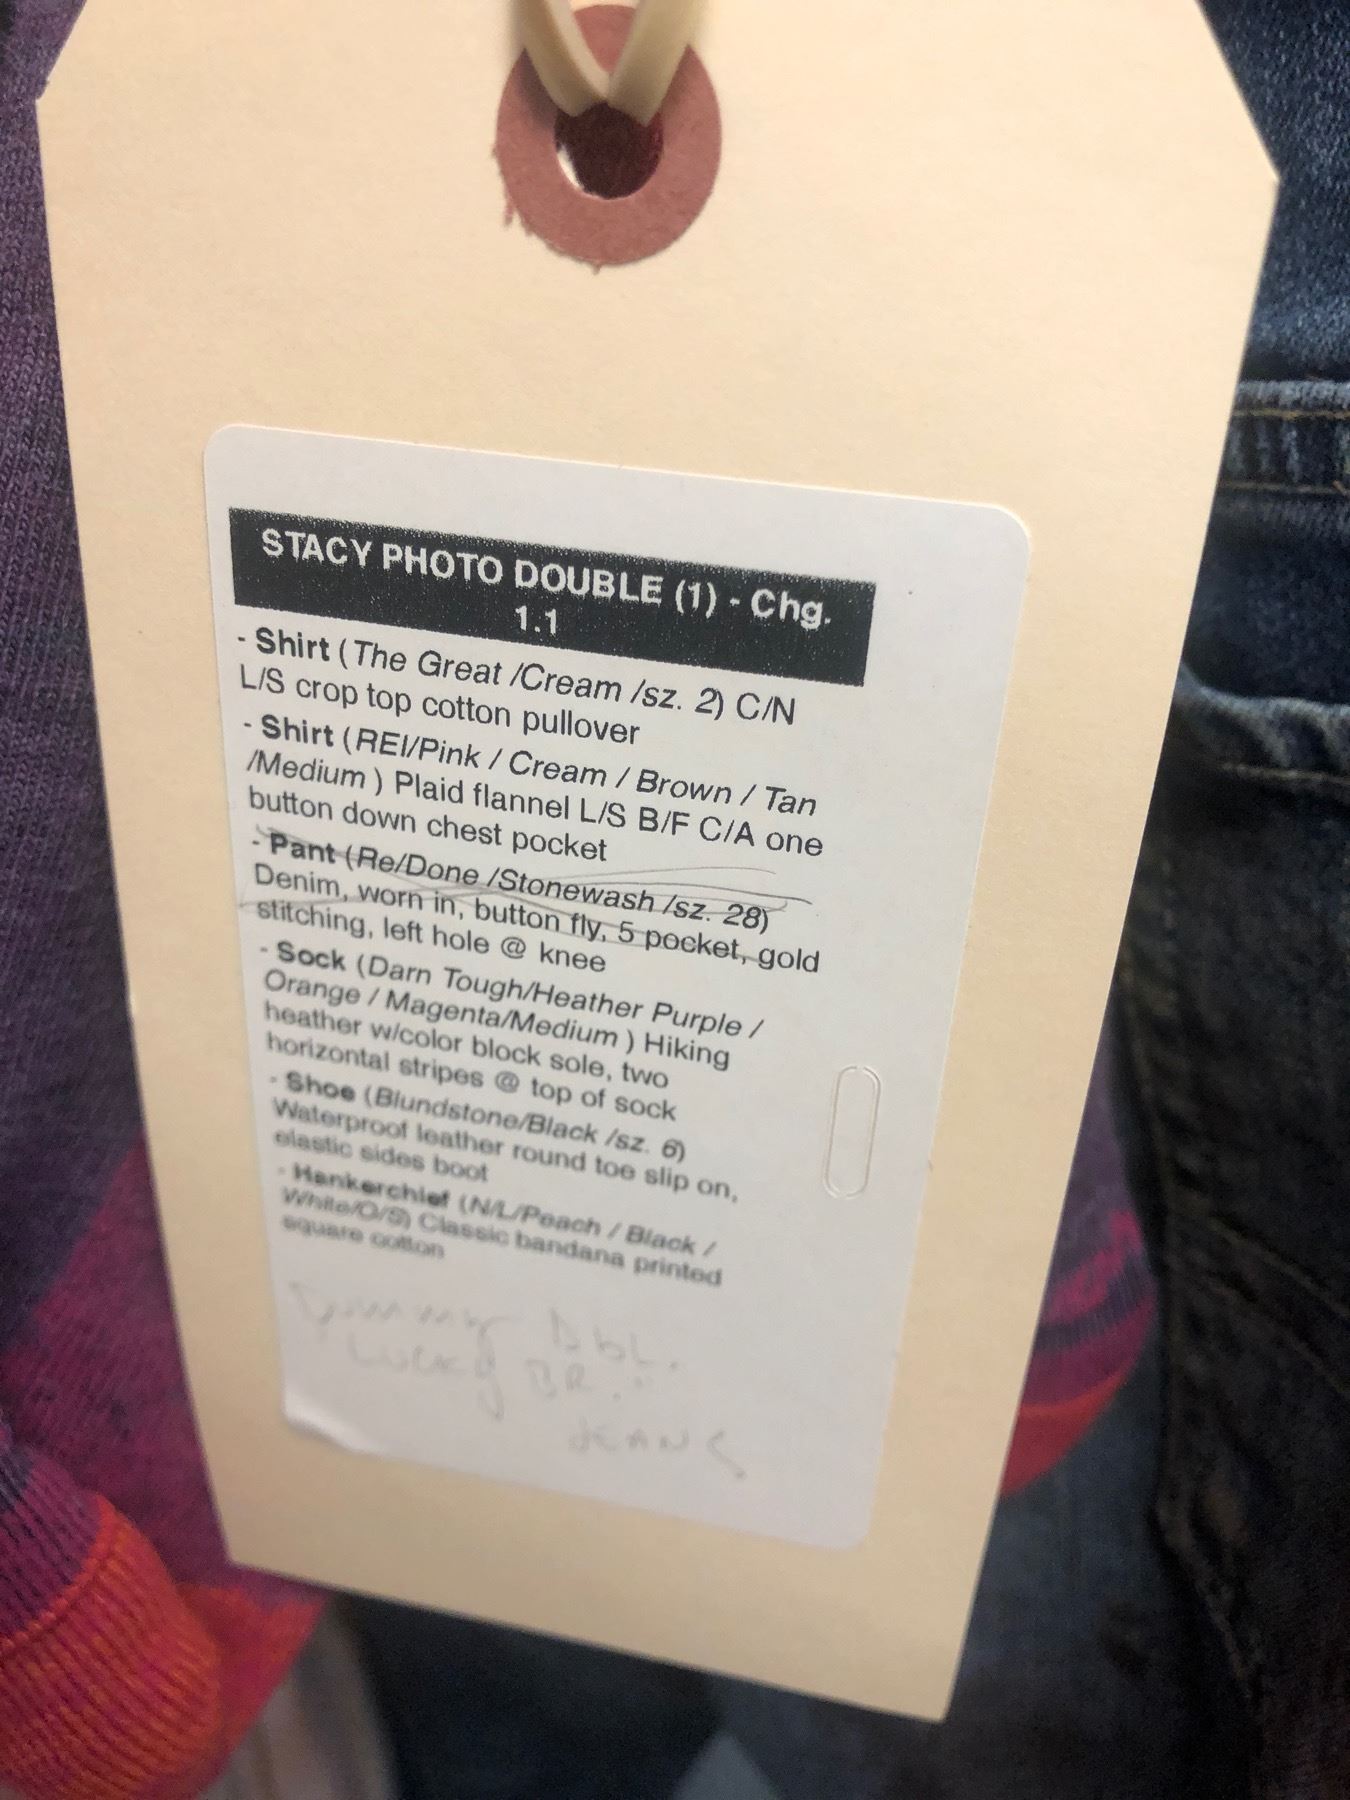 STACY PHOTO DOUBLE (1) - Chg.
1.1
- Shirt (The Great /Cream /sz. 2) C/N
L/S crop top cotton pullover
- Shirt (REI/Pink / Cream / Brown / Tan
/Medium ) Plaid flannel L/S B/F C/A one
button down chest pocket
- Pant (Re/Done /Stonewash /sz. 28)
Denim, worn in, button fly, 5 pocket, gold
stitching, left hole @ knee
- Sock (Darn Tough/Heather Purple /
Orange / Magenta/Medium ) Hiking
heather w/color block sole, two
horizontal stripes @ top of sock
- Shoe (Blundstone/Black /sz. 6)
Waterproof leather round toe slip on,
elastic sides boot
- Hankerchief (N/L/Peach / Black /
White/O/S) Classic bandana printed
square cotton
Dbl.
Lucky BR.
JEANS